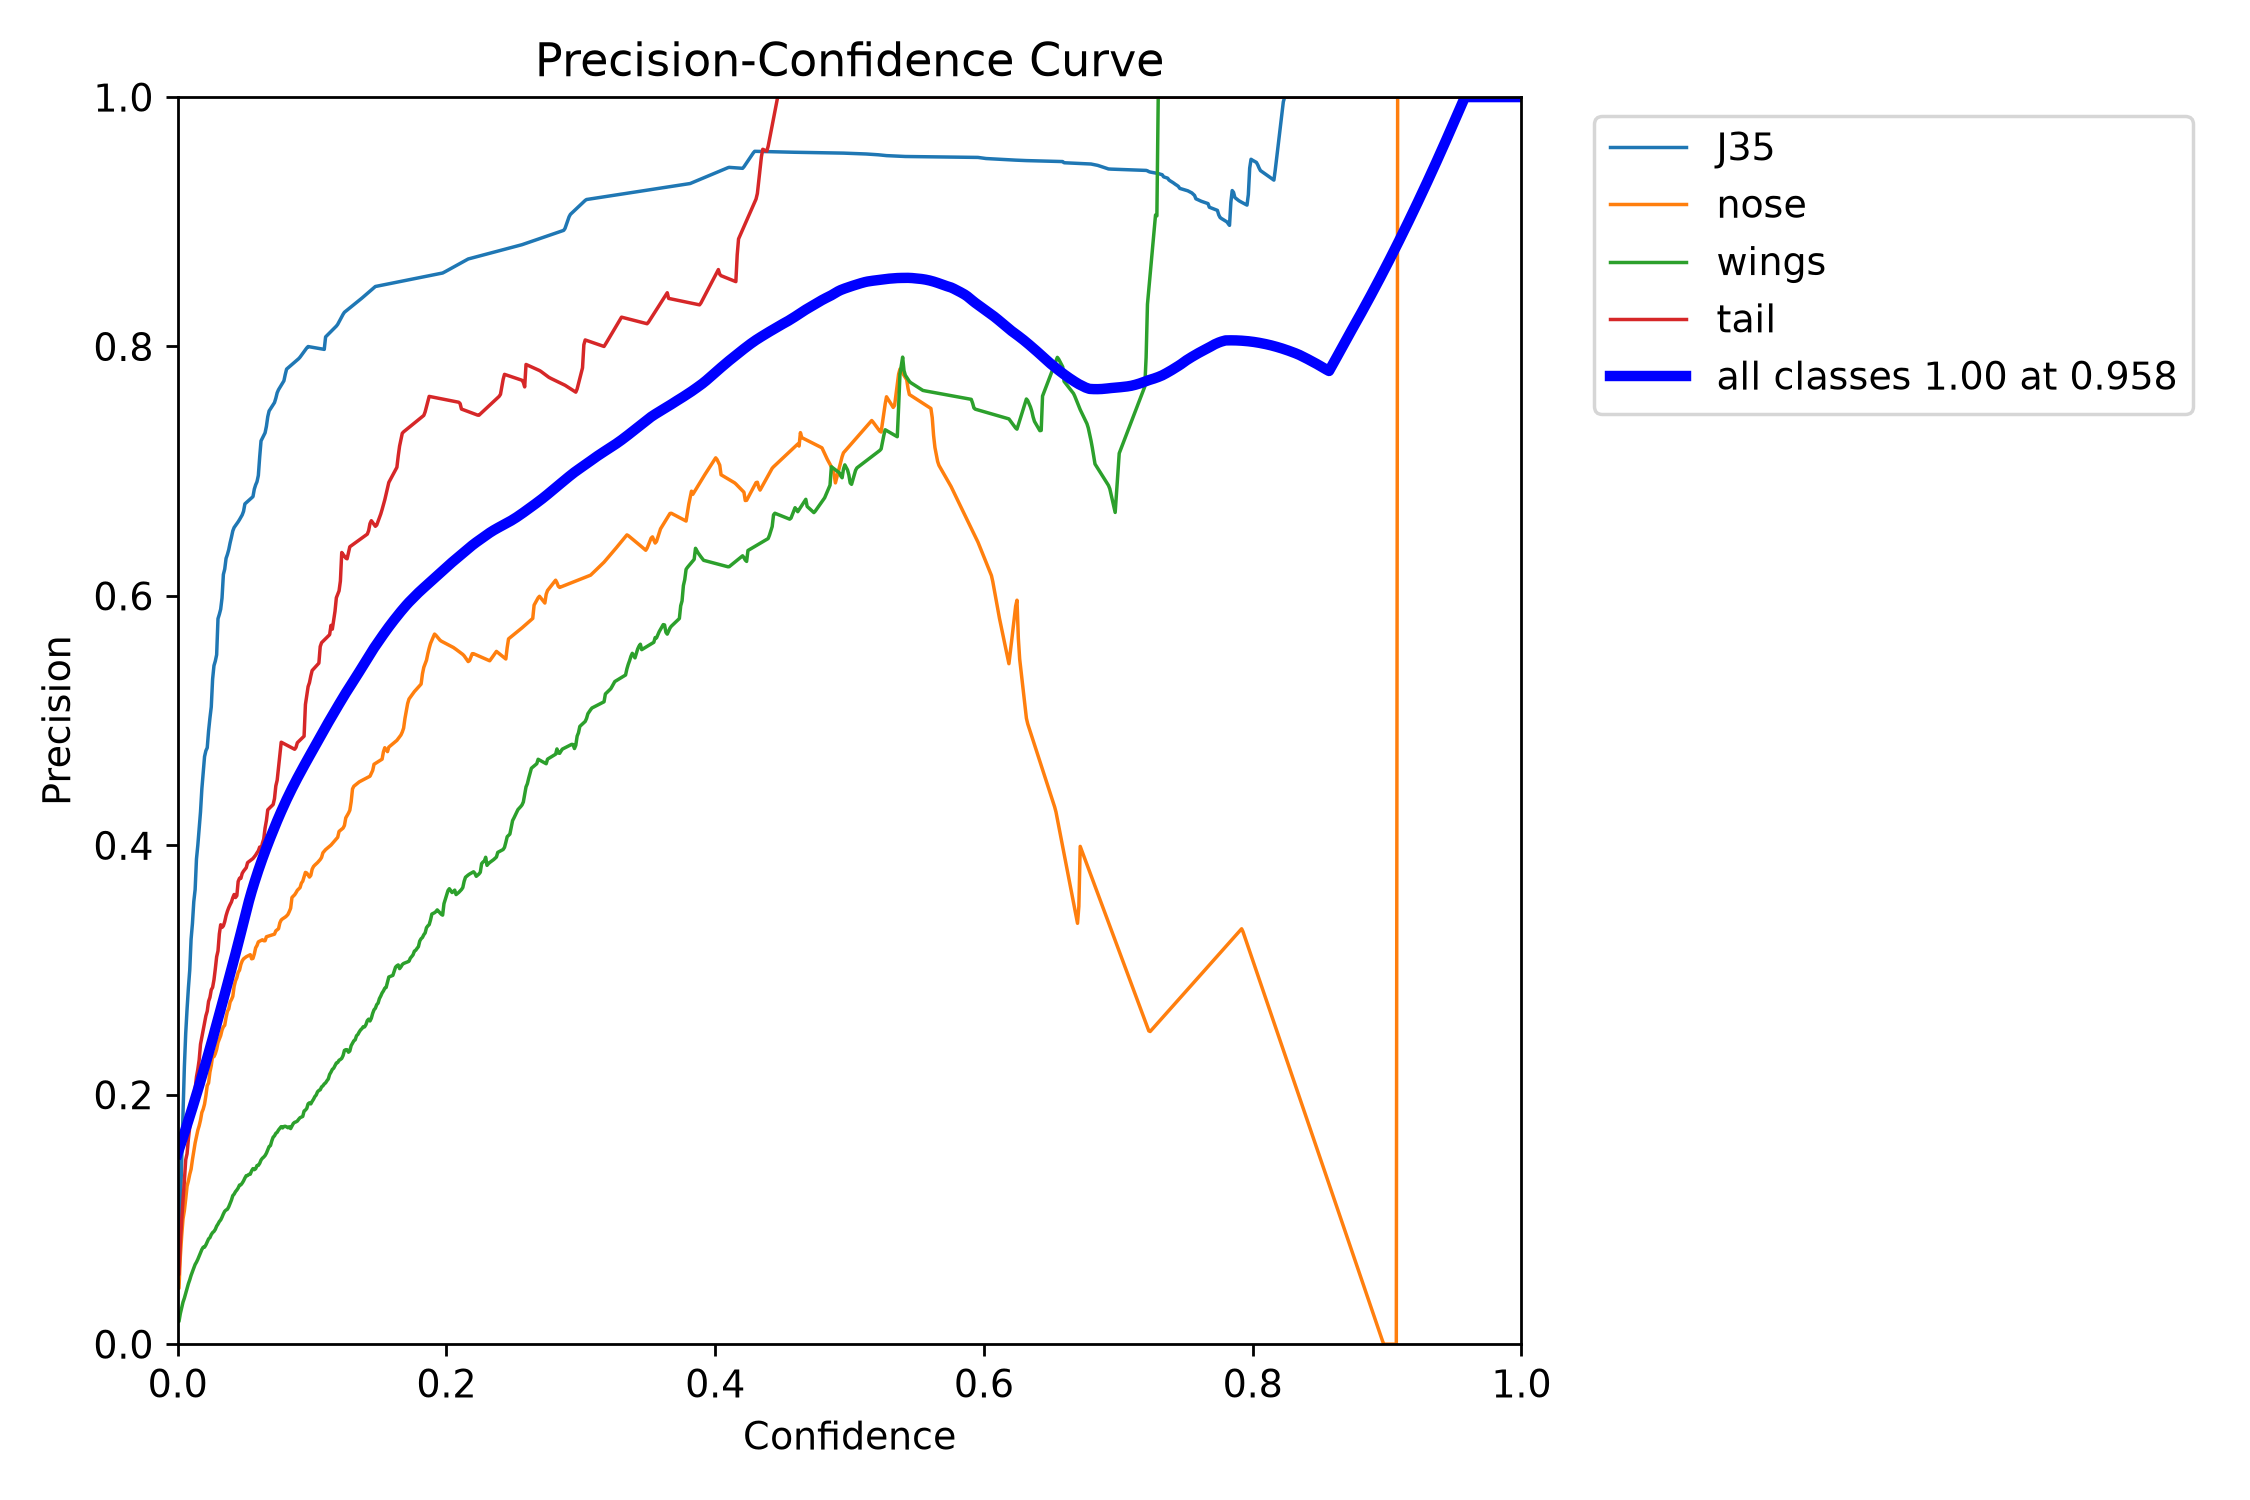 Precision-Confidence Curve
1.0
0.8
0.6
0.4
0.2
0.0
Precision
0.0 0.2 0.4 0.6 0.8 1.0
Confidence
J35
nose
wings
tail
all classes 1.00 at 0.958